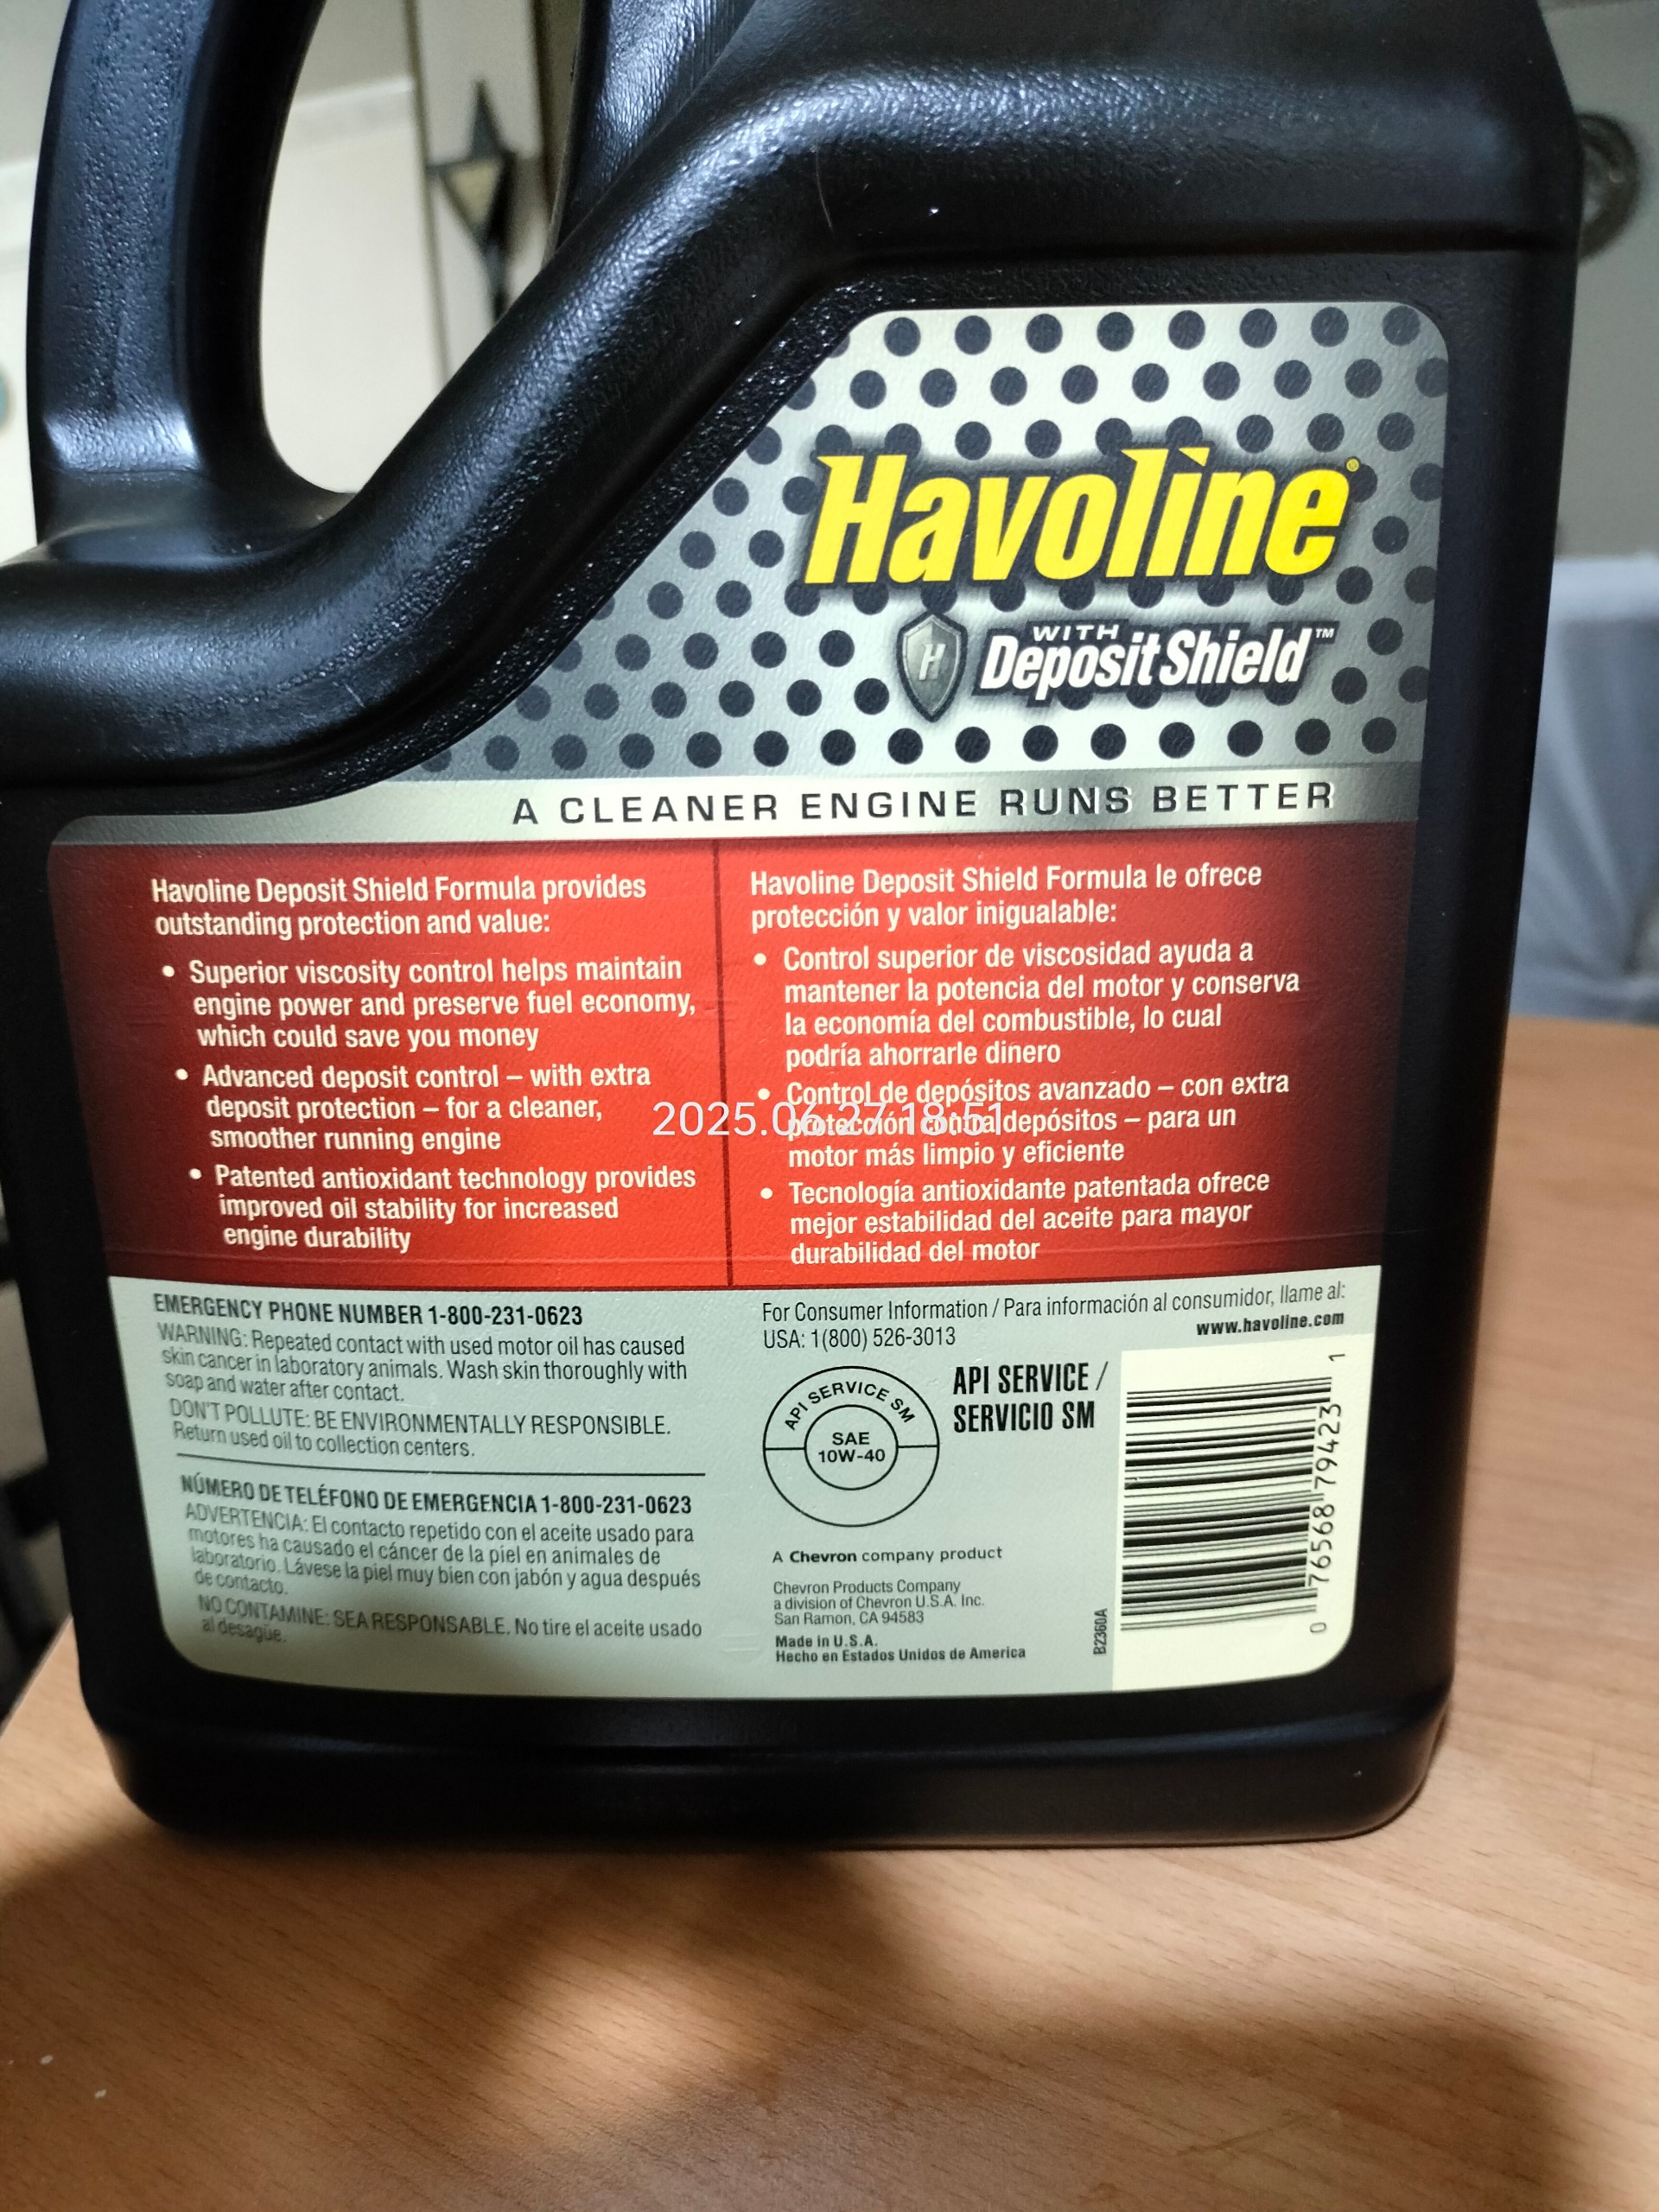 Havoline®
H
WITH
DepositShield™
A CLEANER ENGINE RUNS BETTER
Havoline Deposit Shield Formula provides
outstanding protection and value:
• Superior viscosity control helps maintain
engine power and preserve fuel economy,
which could save you money
• Advanced deposit control – with extra
deposit protection – for a cleaner,
smoother running engine
• Patented antioxidant technology provides
improved oil stability for increased
engine durability
Havoline Deposit Shield Formula le ofrece
protección y valor inigualable:
• Control superior de viscosidad ayuda a
mantener la potencia del motor y conserva
la economía del combustible, lo cual
podría ahorrarle dinero
• Control de depósitos avanzado – con extra
protección contra depósitos – para un
motor más limpio y eficiente
• Tecnología antioxidante patentada ofrece
mejor estabilidad del aceite para mayor
durabilidad del motor
2025.06.27 18:51
EMERGENCY PHONE NUMBER 1-800-231-0623
WARNING: Repeated contact with used motor oil has caused
skin cancer in laboratory animals. Wash skin thoroughly with
soap and water after contact.
DON'T POLLUTE: BE ENVIRONMENTALLY RESPONSIBLE.
Return used oil to collection centers.
NÚMERO DE TELÉFONO DE EMERGENCIA 1-800-231-0623
ADVERTENCIA: El contacto repetido con el aceite usado para
motores ha causado el cáncer de la piel en animales de
laboratorio. Lávese la piel muy bien con jabón y agua después
de contacto.
NO CONTAMINE: SEA RESPONSABLE. No tire el aceite usado
al desagüe.
For Consumer Information / Para información al consumidor, llame al:
USA: 1(800) 526-3013
www.havoline.com
API SERVICE SM
SAE
10W-40
API SERVICE /
SERVICIO SM
A Chevron company product
Chevron Products Company
a division of Chevron U.S.A. Inc.
San Ramon, CA 94583
Made in U.S.A.
Hecho en Estados Unidos de America
B2360A
0 76568 79423 1